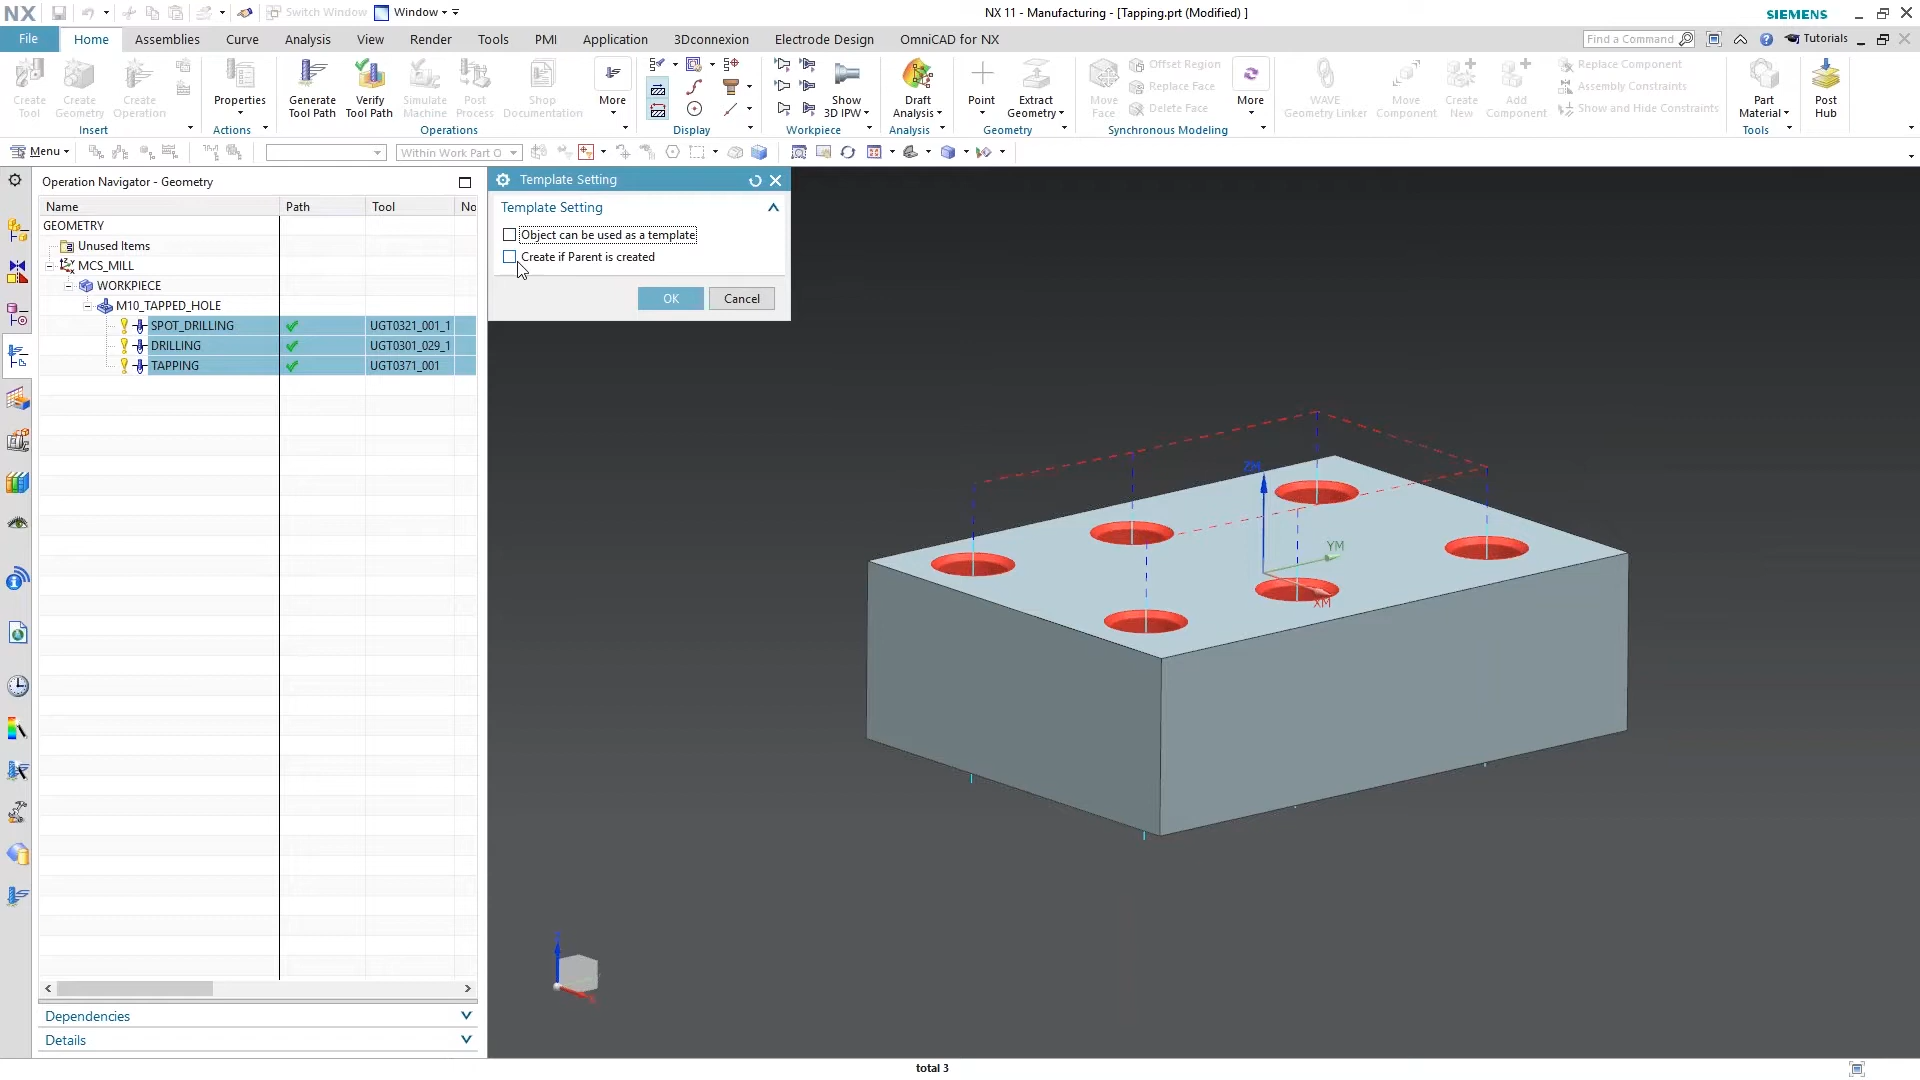 NX Switch Window Window NX 11 - Manufacturing - [Tapping.prt (Modified) ] SIEMENS
File Home Assemblies Curve Analysis View Render Tools PMI Application 3Dconnexion Electrode Design OmniCAD for NX Find a Command Tutorials
Create Tool
Create Geometry
Create Operation
Properties
Generate Tool Path
Verify Tool Path
Simulate Machine
Post Process
Shop Documentation
More
Show 3D IPW
Draft Analysis
Point
Extract Geometry
Move Face
Offset Region
Replace Face
Delete Face
More
WAVE Geometry Linker
Move Component
Create New
Add Component
Replace Component
Assembly Constraints
Show and Hide Constraints
Part Material
Post Hub
Insert Actions Operations Display Workpiece Analysis Geometry Synchronous Modeling Tools
Menu Within Work Part O
Operation Navigator - Geometry
Name Path Tool No
GEOMETRY
Unused Items
MCS_MILL
WORKPIECE
M10_TAPPED_HOLE
SPOT_DRILLING UGT0321_001_1
DRILLING UGT0301_029_1
TAPPING UGT0371_001
Dependencies
Details
Template Setting
Template Setting
Object can be used as a template
Create if Parent is created
OK Cancel
ZM
YM
XM
total 3